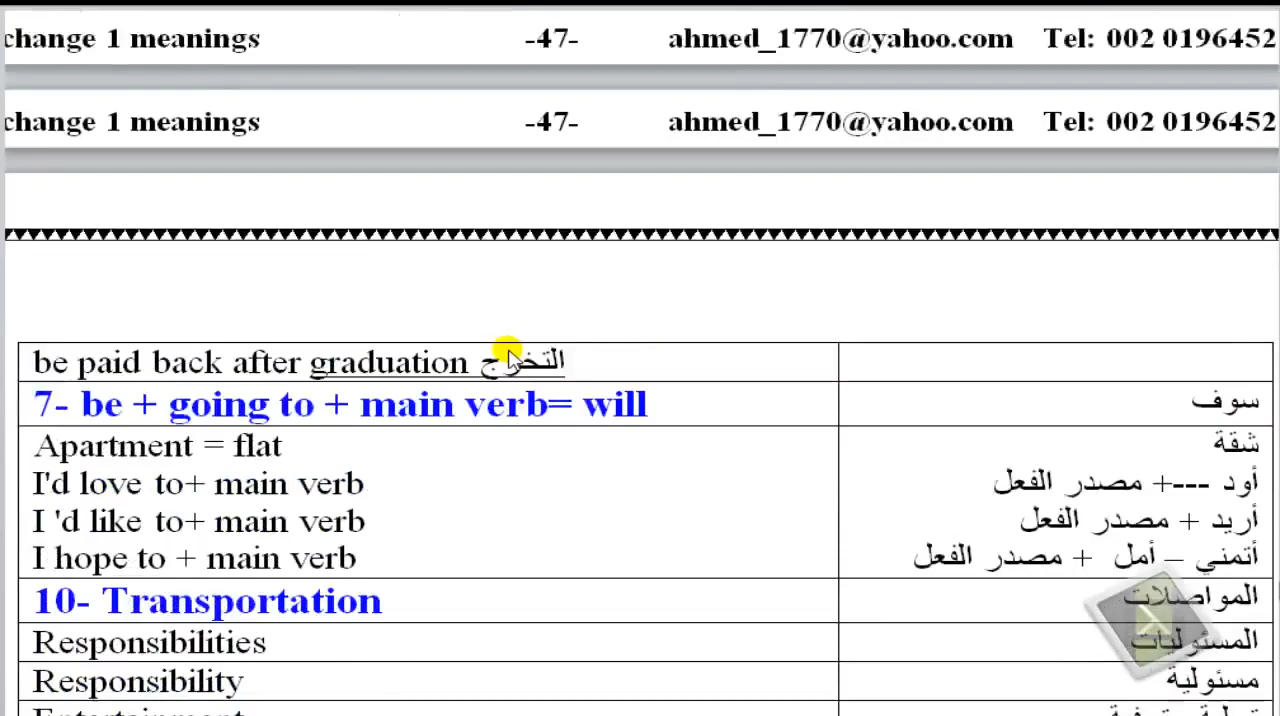 change 1 meanings -47- ahmed_1770@yahoo.com Tel: 002 0196452
change 1 meanings -47- ahmed_1770@yahoo.com Tel: 002 0196452
be paid back after graduation التخرج
7- be + going to + main verb= will سوف
Apartment = flat شقة
I'd love to+ main verb أود ---+ مصدر الفعل
I 'd like to+ main verb أريد + مصدر الفعل
I hope to + main verb أتمني – أمل + مصدر الفعل
10- Transportation المواصلات
Responsibilities المسئوليات
Responsibility مسئولية
Entertainment